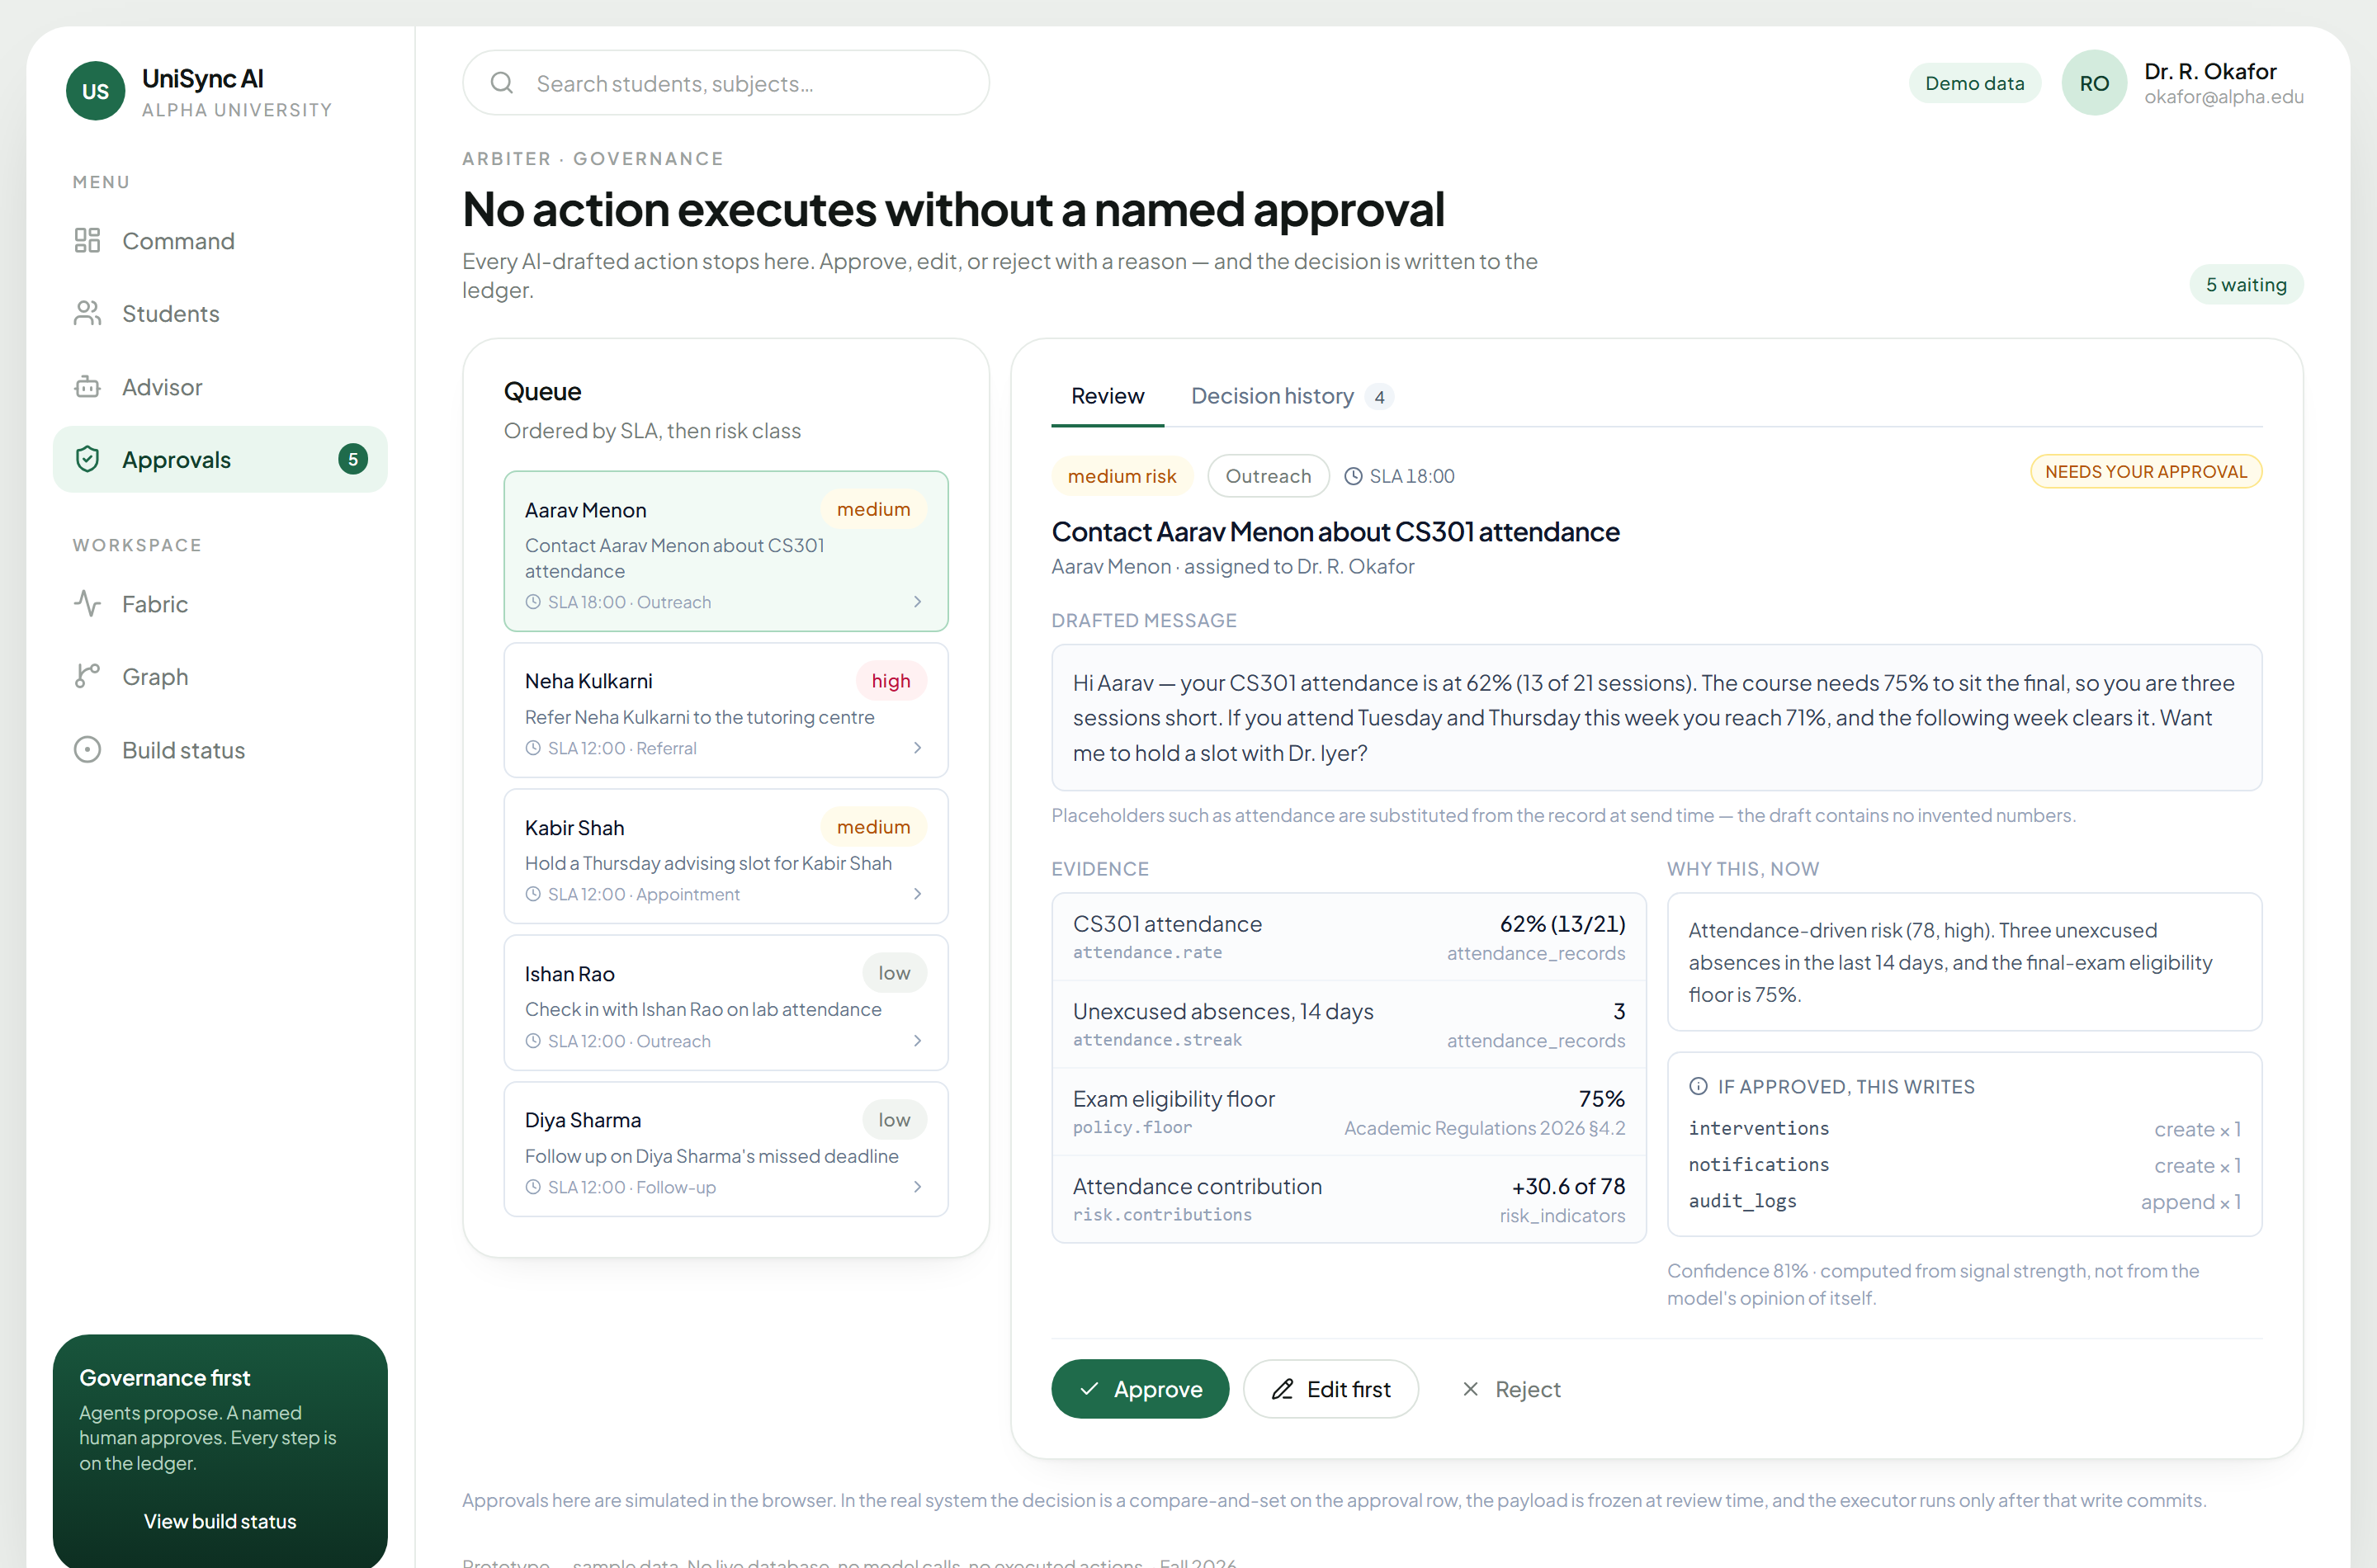 US
UniSync AI
ALPHA UNIVERSITY
MENU
Command
Students
Advisor
Approvals
5
WORKSPACE
Fabric
Graph
Build status
Governance first
Agents propose. A named
human approves. Every step is
on the ledger.
View build status
Search students, subjects...
Demo data
RO
Dr. R. Okafor
okafor@alpha.edu
ARBITER · GOVERNANCE
No action executes without a named approval
Every AI-drafted action stops here. Approve, edit, or reject with a reason — and the decision is written to the
ledger.
5 waiting
Queue
Ordered by SLA, then risk class
Aarav Menon
medium
Contact Aarav Menon about CS301
attendance
SLA 18:00 · Outreach
Neha Kulkarni
high
Refer Neha Kulkarni to the tutoring centre
SLA 12:00 · Referral
Kabir Shah
medium
Hold a Thursday advising slot for Kabir Shah
SLA 12:00 · Appointment
Ishan Rao
low
Check in with Ishan Rao on lab attendance
SLA 12:00 · Outreach
Diya Sharma
low
Follow up on Diya Sharma's missed deadline
SLA 12:00 · Follow-up
Review
Decision history 4
medium risk
Outreach
SLA 18:00
NEEDS YOUR APPROVAL
Contact Aarav Menon about CS301 attendance
Aarav Menon · assigned to Dr. R. Okafor
DRAFTED MESSAGE
Hi Aarav — your CS301 attendance is at 62% (13 of 21 sessions). The course needs 75% to sit the final, so you are three
sessions short. If you attend Tuesday and Thursday this week you reach 71%, and the following week clears it. Want
me to hold a slot with Dr. Iyer?
Placeholders such as attendance are substituted from the record at send time — the draft contains no invented numbers.
EVIDENCE
CS301 attendance
62% (13/21)
attendance.rate
attendance_records
Unexcused absences, 14 days
3
attendance.streak
attendance_records
Exam eligibility floor
75%
policy.floor
Academic Regulations 2026 §4.2
Attendance contribution
+30.6 of 78
risk.contributions
risk_indicators
WHY THIS, NOW
Attendance-driven risk (78, high). Three unexcused
absences in the last 14 days, and the final-exam eligibility
floor is 75%.
IF APPROVED, THIS WRITES
interventions
create × 1
notifications
create × 1
audit_logs
append × 1
Confidence 81% · computed from signal strength, not from the
model's opinion of itself.
Approve
Edit first
Reject
Approvals here are simulated in the browser. In the real system the decision is a compare-and-set on the approval row, the payload is frozen at review time, and the executor runs only after that write commits.
Prototype — sample data. No live database, no model calls, no executed actions. Fall 2026